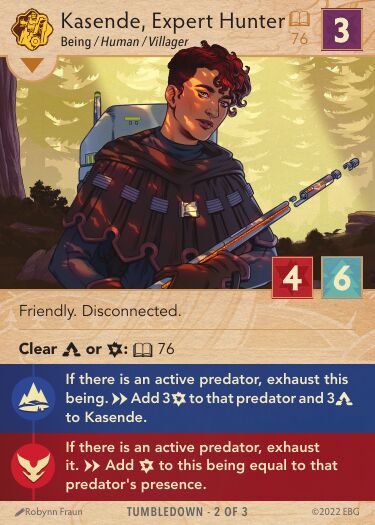 Kasende, Expert Hunter
76
3
Being / Human / Villager
4
6
Friendly. Disconnected.
Clear or : 76
If there is an active predator, exhaust this
being. Add 3 to that predator and 3
to Kasende.
If there is an active predator, exhaust
it. Add to this being equal to that
predator's presence.
Robynn Fraun
TUMBLEDOWN - 2 OF 3
©2022 EBG